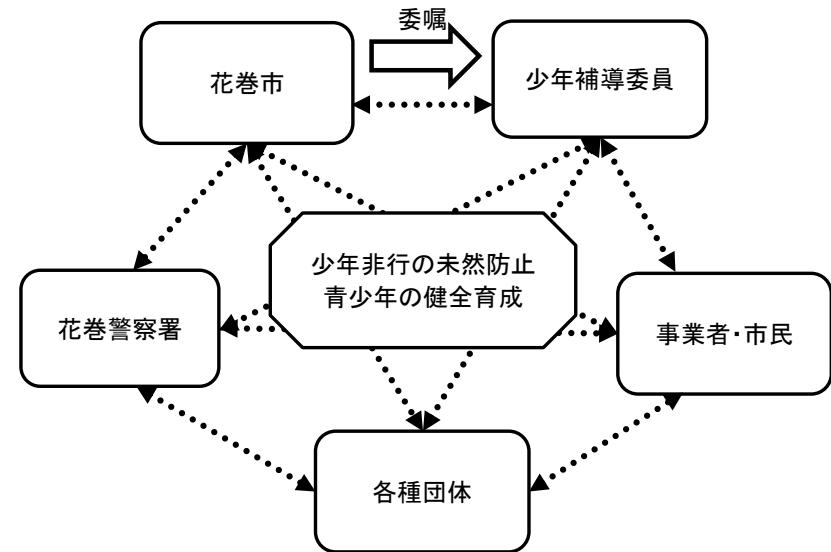 委嘱
花巻市
少年補導委員
少年非行の未然防止
青少年の健全育成
花巻警察署
事業者・市民
各種団体